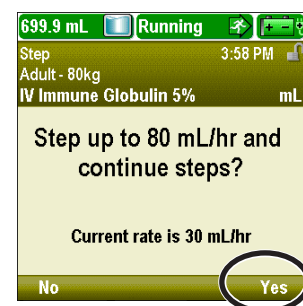 699.9 mL Running
Step 3:58 PM
Adult - 80kg
IV Immune Globulin 5% mL
Step up to 80 mL/hr and
continue steps?
Current rate is 30 mL/hr
No Yes